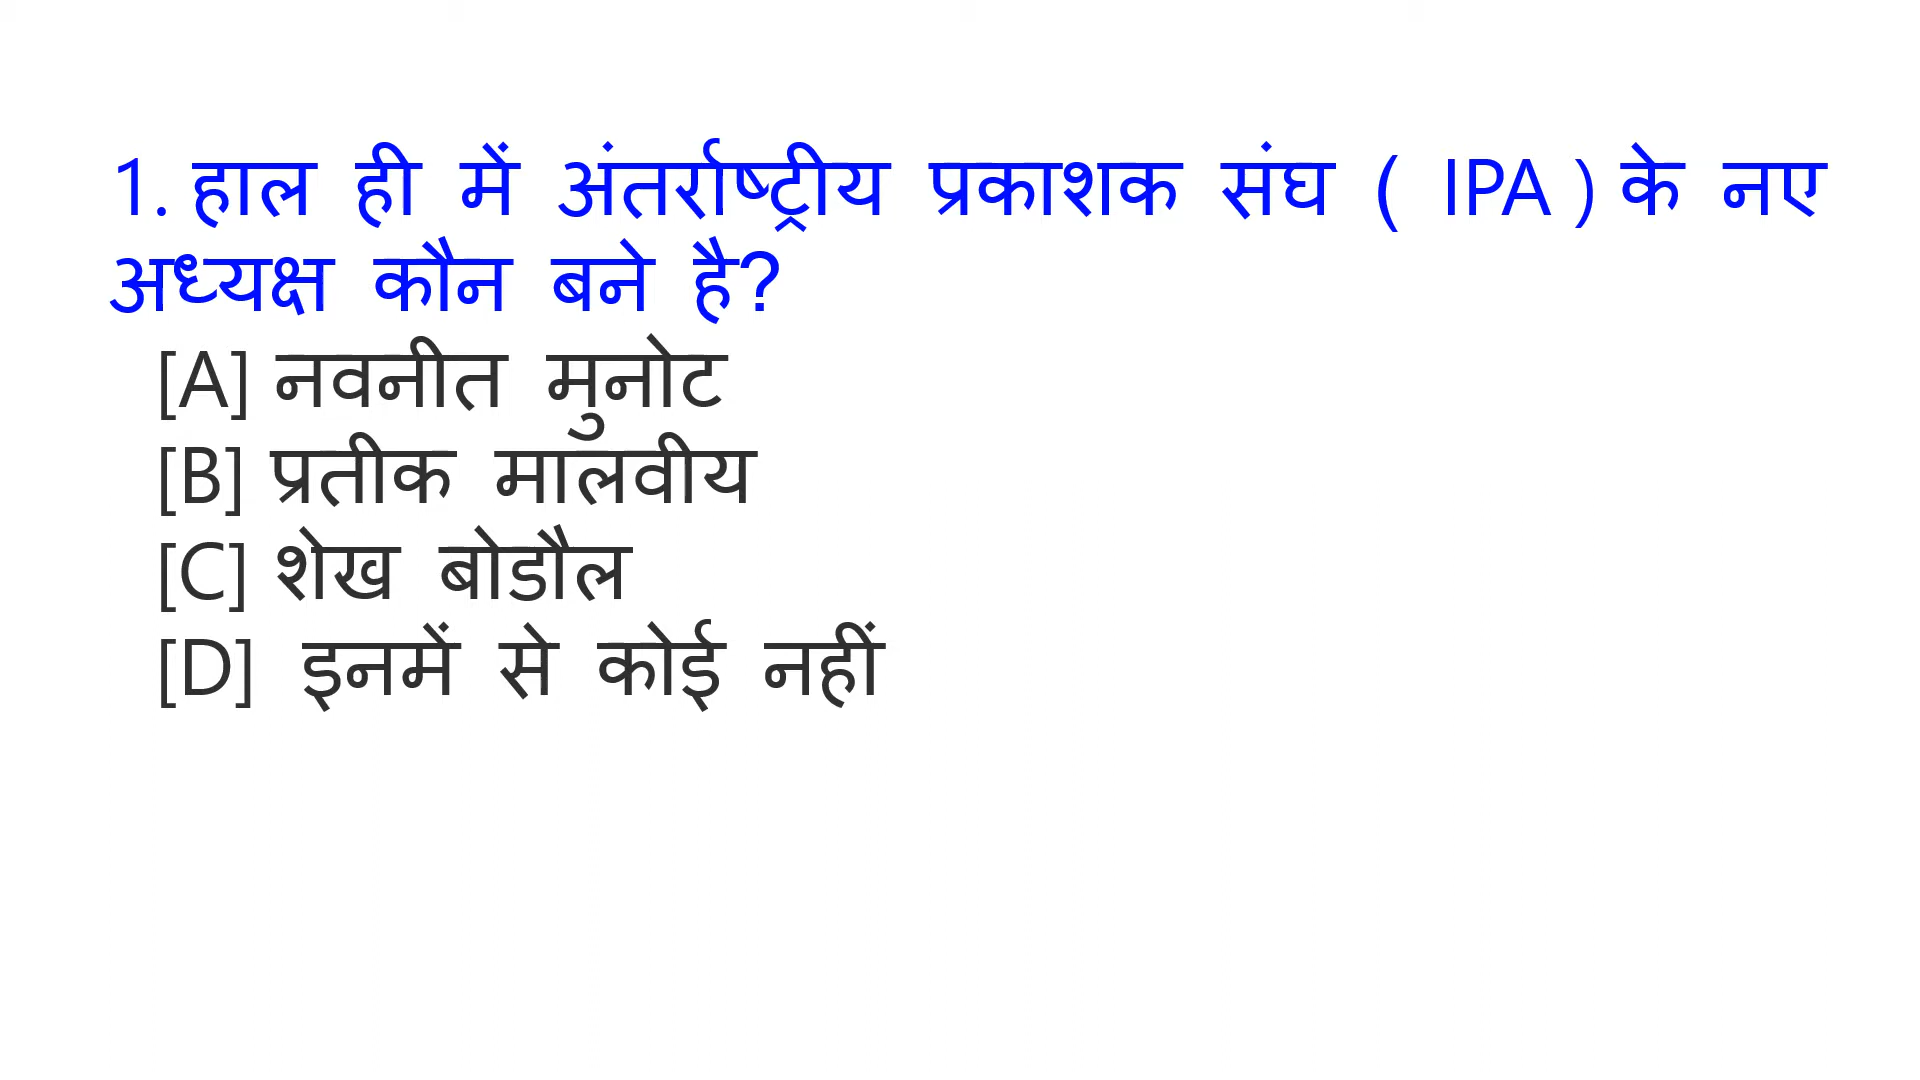 1. हाल ही में अंतर्राष्ट्रीय प्रकाशक संघ ( IPA ) के नए
अध्यक्ष कौन बने है?
[A] नवनीत मुनोट
[B] प्रतीक मालवीय
[C] शेख बोडौल
[D] इनमें से कोई नहीं